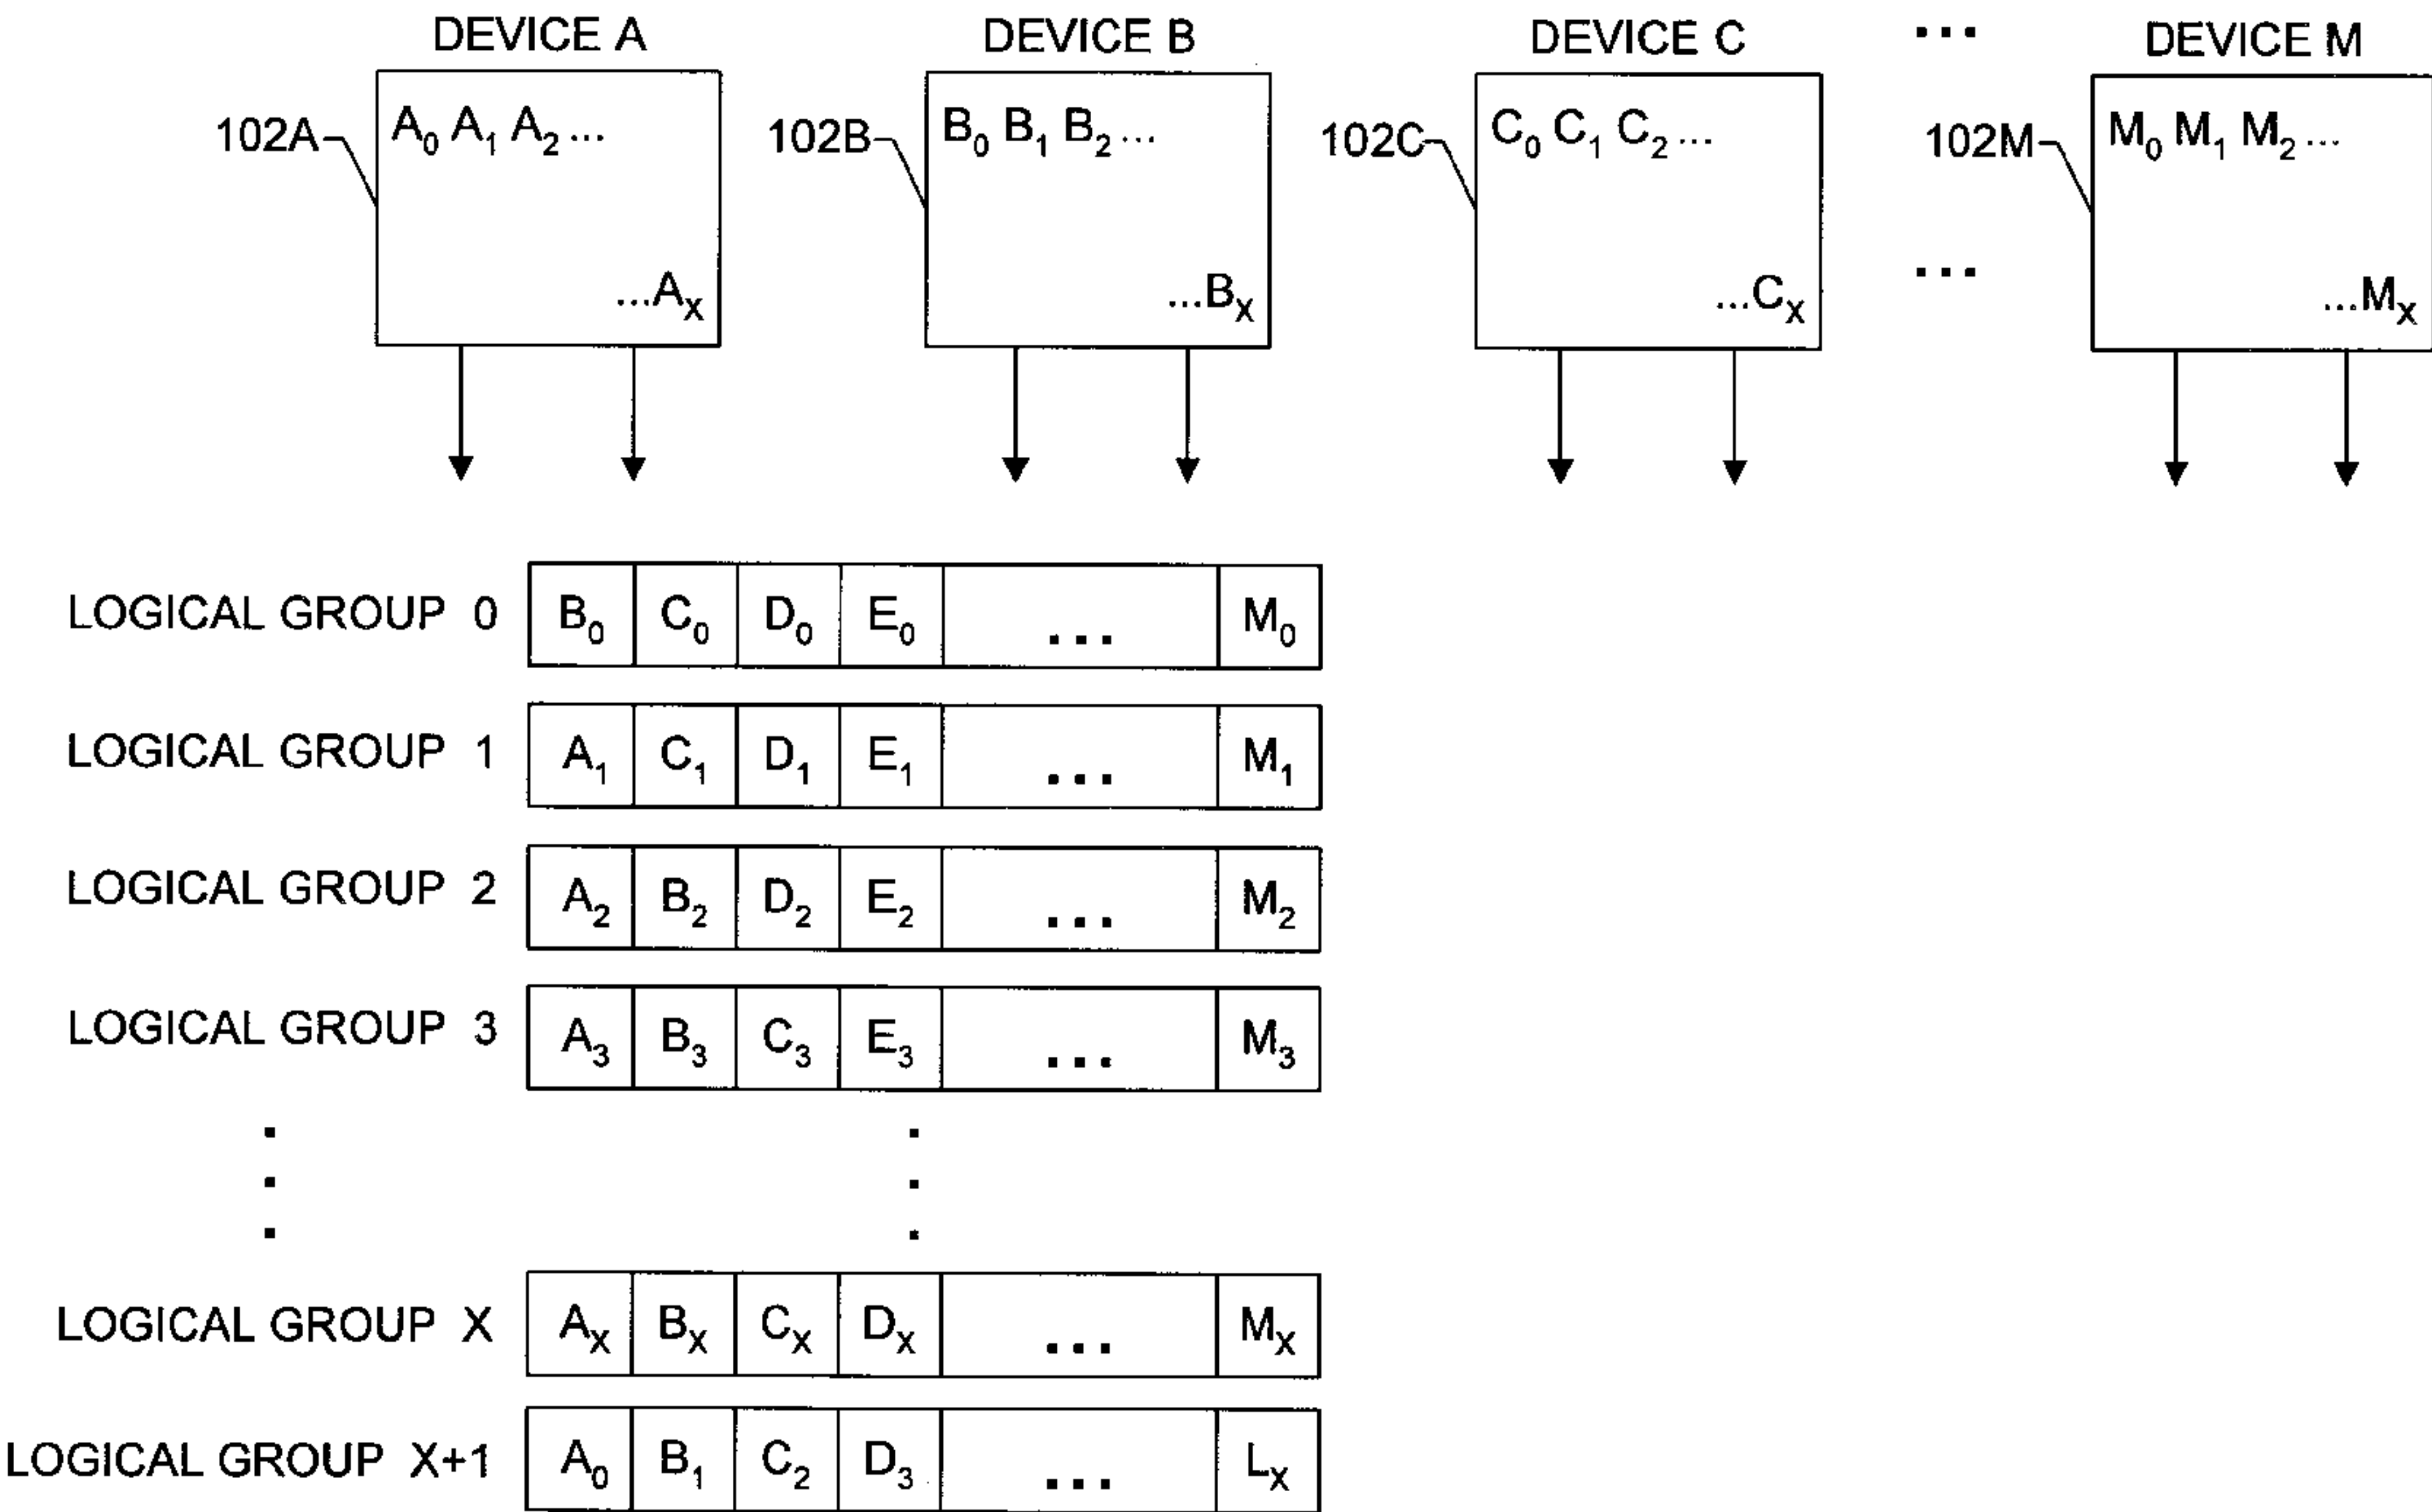 DEVICE A DEVICE B DEVICE C ... DEVICE M
102A A₀ A₁ A₂ ... 102B B₀ B₁ B₂ ... 102C C₀ C₁ C₂ ... 102M M₀ M₁ M₂ ...
...
...Aₓ ...Bₓ ...Cₓ ...Mₓ
LOGICAL GROUP 0 B₀ C₀ D₀ E₀ ... M₀
LOGICAL GROUP 1 A₁ C₁ D₁ E₁ ... M₁
LOGICAL GROUP 2 A₂ B₂ D₂ E₂ ... M₂
LOGICAL GROUP 3 A₃ B₃ C₃ E₃ ... M₃
LOGICAL GROUP X Aₓ Bₓ Cₓ Dₓ ... Mₓ
LOGICAL GROUP X+1 A₀ B₁ C₂ D₃ ... Lₓ